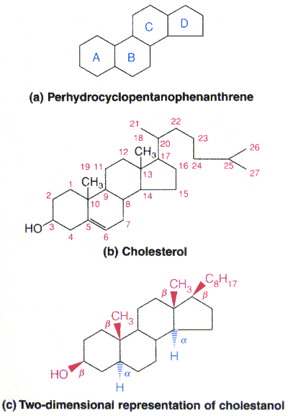 C D
A B
(a) Perhydrocyclopentanophenanthrene
21 22
18 20 23
12 CH3 17 24 25 26
19 11 13 16 27
1 CH3 9 14 15
2 10 8
HO 3 5 7
4 6
(b) Cholesterol
CH3 C8H17
β β
CH3
β α
H
HO β α
H
(c) Two-dimensional representation of cholestanol